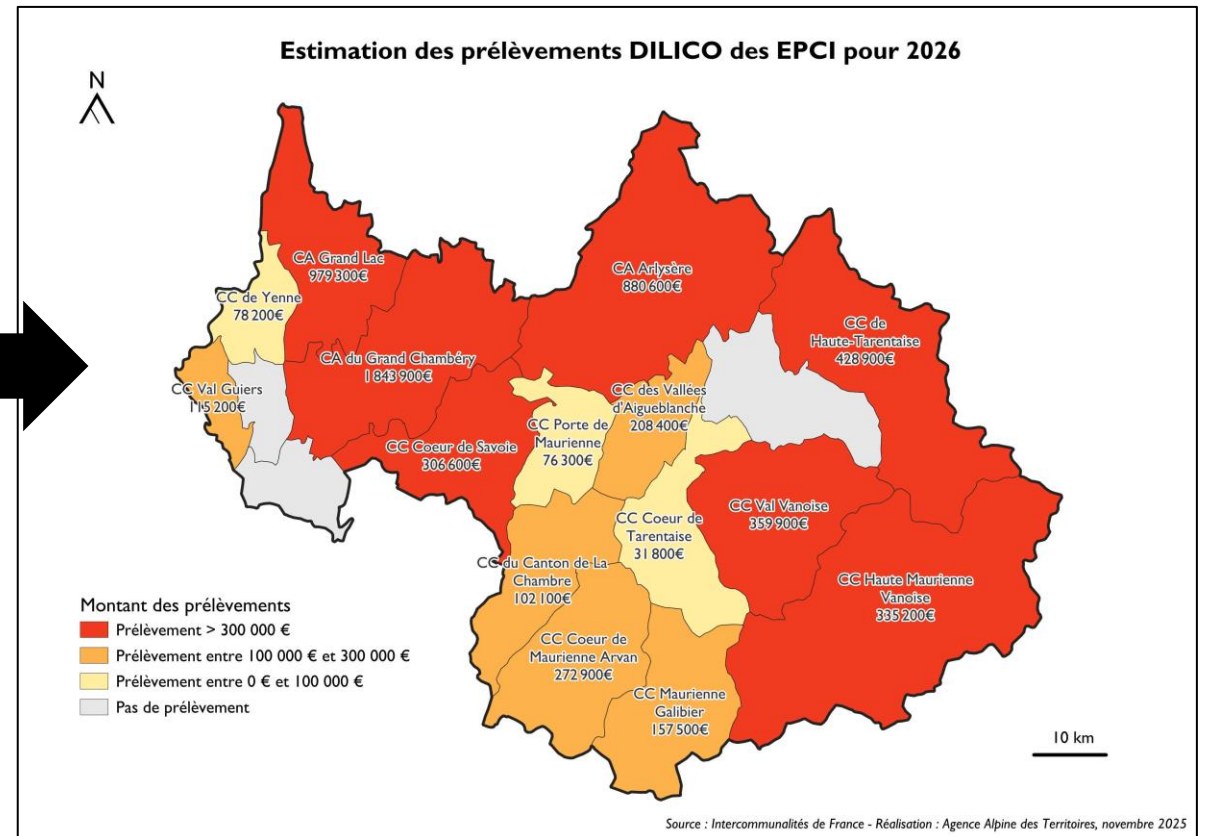 Estimation des prélèvements DILICO des EPCI pour 2026
N
CA Grand Lac
979 300€
CA Arlysère
880 600€
CC de Yenne
78 200€
CC de
Haute-Tarentaise
428 900€
CA du Grand Chambéry
1 843 900€
CC Val Guiers
115 200€
CC des Vallées
d'Aigueblanche
208 400€
CC Porte de
Maurienne
76 300€
CC Coeur de Savoie
306 600€
CC Val Vanoise
359 900€
CC Coeur de
Tarentaise
31 800€
CC du Canton de La
Chambre
102 100€
CC Haute Maurienne
Vanoise
335 200€
CC Coeur de
Maurienne Arvan
272 900€
CC Maurienne
Galibier
157 500€
Montant des prélèvements
Prélèvement > 300 000 €
Prélèvement entre 100 000 € et 300 000 €
Prélèvement entre 0 € et 100 000 €
Pas de prélèvement
10 km
Source : Intercommunalités de France - Réalisation : Agence Alpine des Territoires, novembre 2025